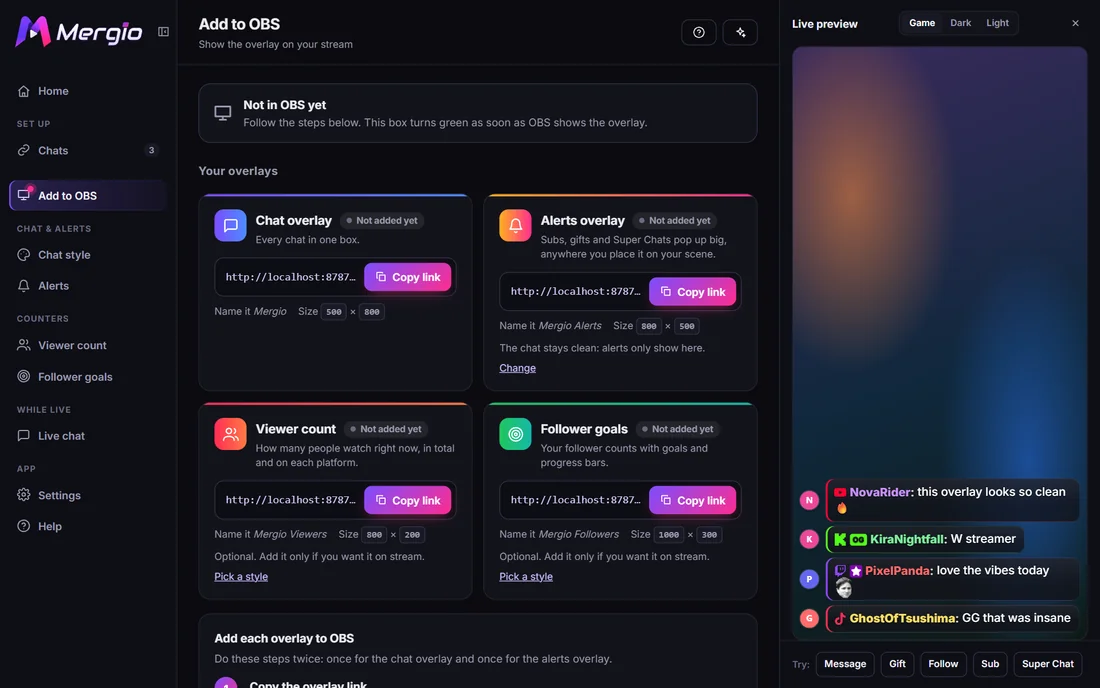 Mergio
Home
SET UP
Chats
3
Add to OBS
CHAT & ALERTS
Chat style
Alerts
COUNTERS
Viewer count
Follower goals
WHILE LIVE
Live chat
APP
Settings
Help
Add to OBS
Show the overlay on your stream
Not in OBS yet
Follow the steps below. This box turns green as soon as OBS shows the overlay.
Your overlays
Chat overlay
Not added yet
Every chat in one box.
http://localhost:8787…
Copy link
Name it Mergio Size 500 × 800
Alerts overlay
Not added yet
Subs, gifts and Super Chats pop up big,
anywhere you place it on your scene.
http://localhost:8787…
Copy link
Name it Mergio Alerts Size 800 × 500
The chat stays clean: alerts only show here.
Change
Viewer count
Not added yet
How many people watch right now, in total
and on each platform.
http://localhost:8787…
Copy link
Name it Mergio Viewers Size 800 × 200
Optional. Add it only if you want it on stream.
Pick a style
Follower goals
Not added yet
Your follower counts with goals and
progress bars.
http://localhost:8787…
Copy link
Name it Mergio Followers Size 1000 × 300
Optional. Add it only if you want it on stream.
Pick a style
Add each overlay to OBS
Do these steps twice: once for the chat overlay and once for the alerts overlay.
1
Copy the overlay link
Live preview
Game
Dark
Light
N
NovaRider: this overlay looks so clean
K
KiraNightfall: W streamer
P
PixelPanda: love the vibes today
G
GhostOfTsushima: GG that was insane
Try:
Message
Gift
Follow
Sub
Super Chat